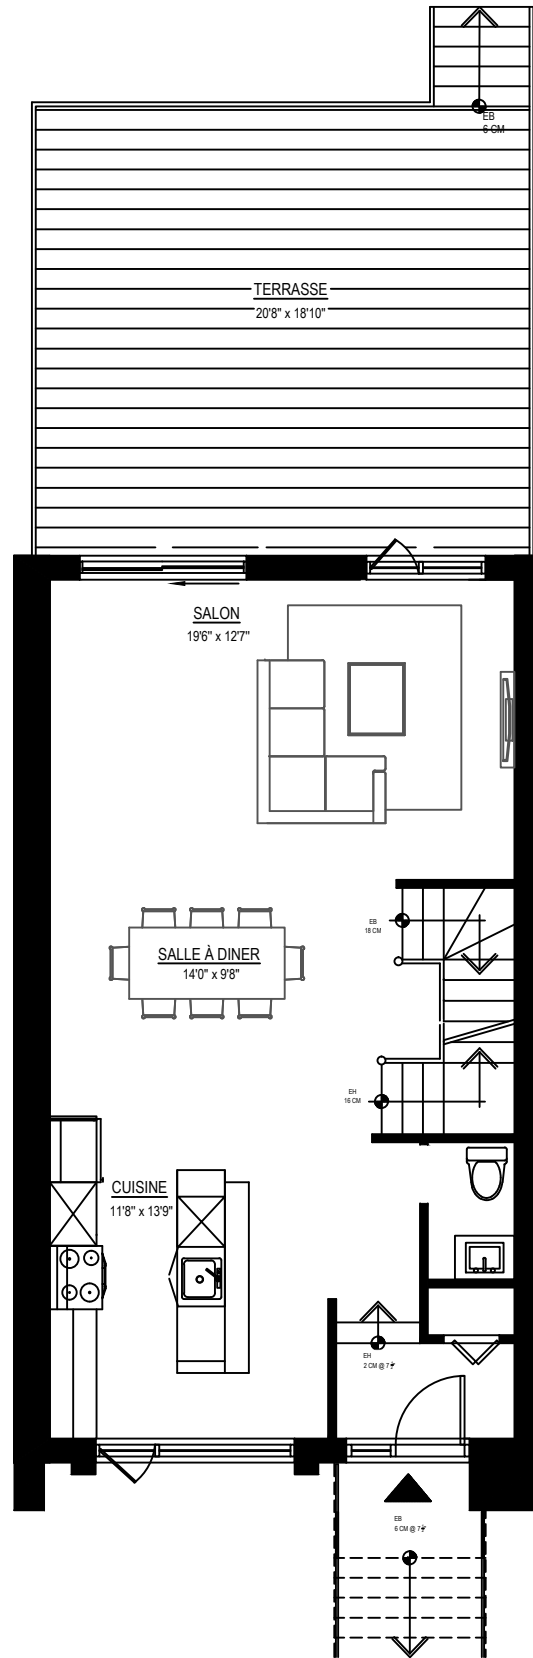 EB
6 CM
TERRASSE
20'8" x 18'10"
SALON
19'6" x 12'7"
EB
18 CM
SALLE À DINER
14'0" x 9'8"
EH
16 CM
CUISINE
11'8" x 13'9"
EH
2 CM @ 7
EB
6 CM @ 7